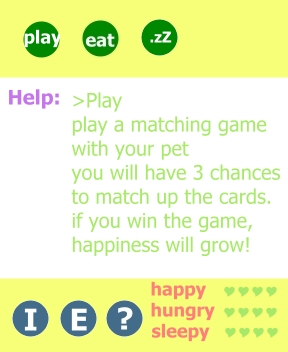 play eat .zZ
Help: >Play
play a matching game
with your pet
you will have 3 chances
to match up the cards.
if you win the game,
happiness will grow!
happy
hungry
sleepy
I E ?